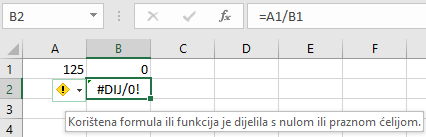 B2 =A1/B1
A B C D E F
1 125 0
2 #DIJ/0!
3 Korištena formula ili funkcija je dijelila s nulom ili praznom ćelijom.
4